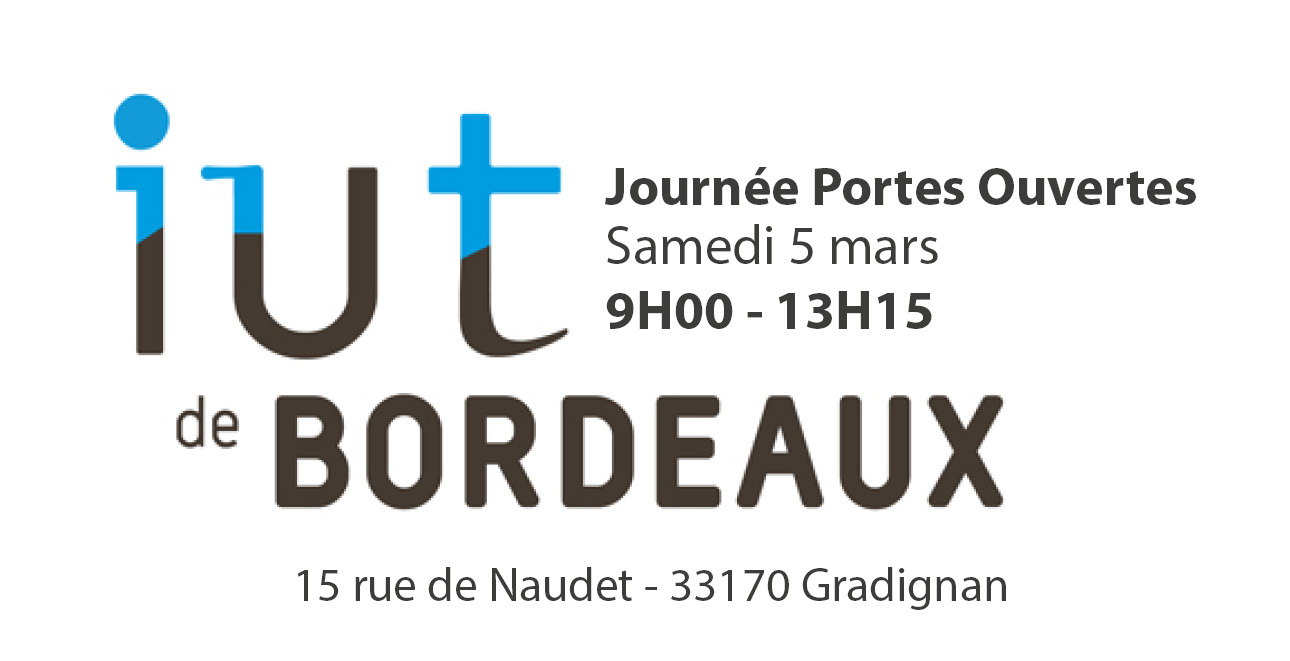 iut
Journée Portes Ouvertes
Samedi 5 mars
9H00 - 13H15
de BORDEAUX
15 rue de Naudet - 33170 Gradignan